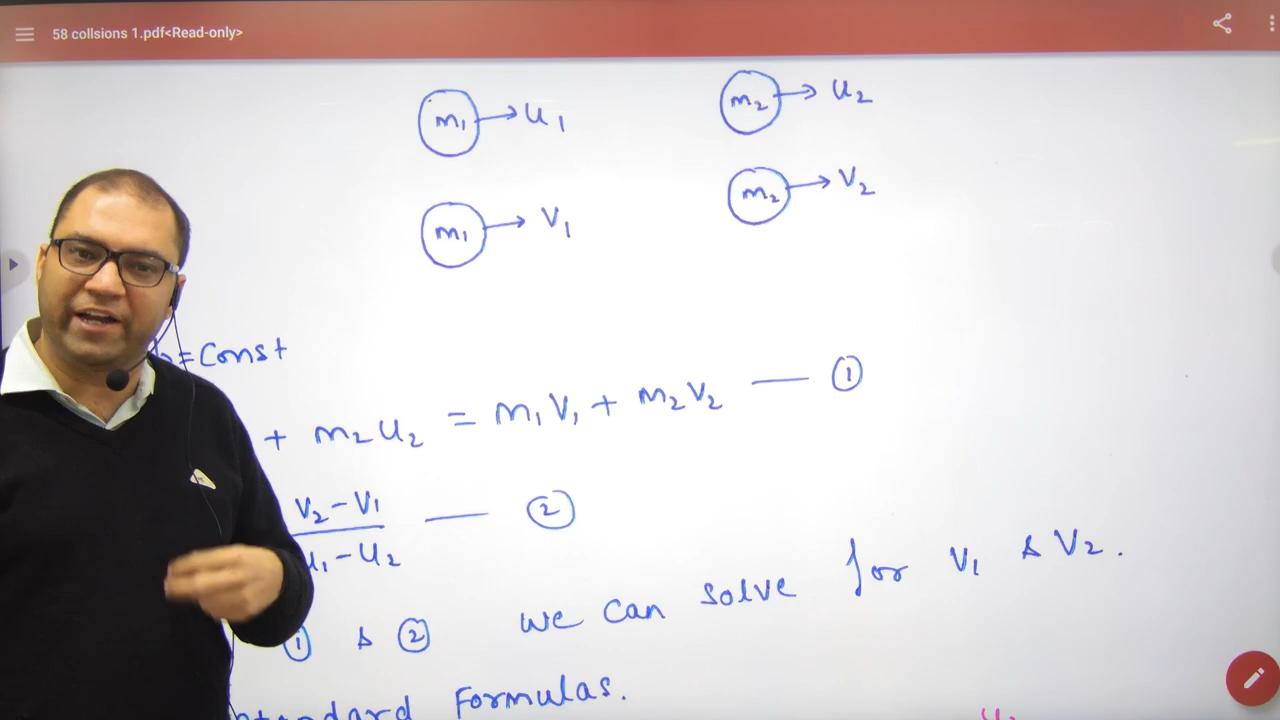 58 collsions 1.pdf<Read-only>
m₁ → u₁ m₂ → u₂
m₁ → v₁ m₂ → v₂
= Const
+ m₂u₂ = m₁v₁ + m₂v₂ — ①
v₂ - v₁ — ②
u₁ - u₂
① & ② we can solve for v₁ & v₂.
Formulas.